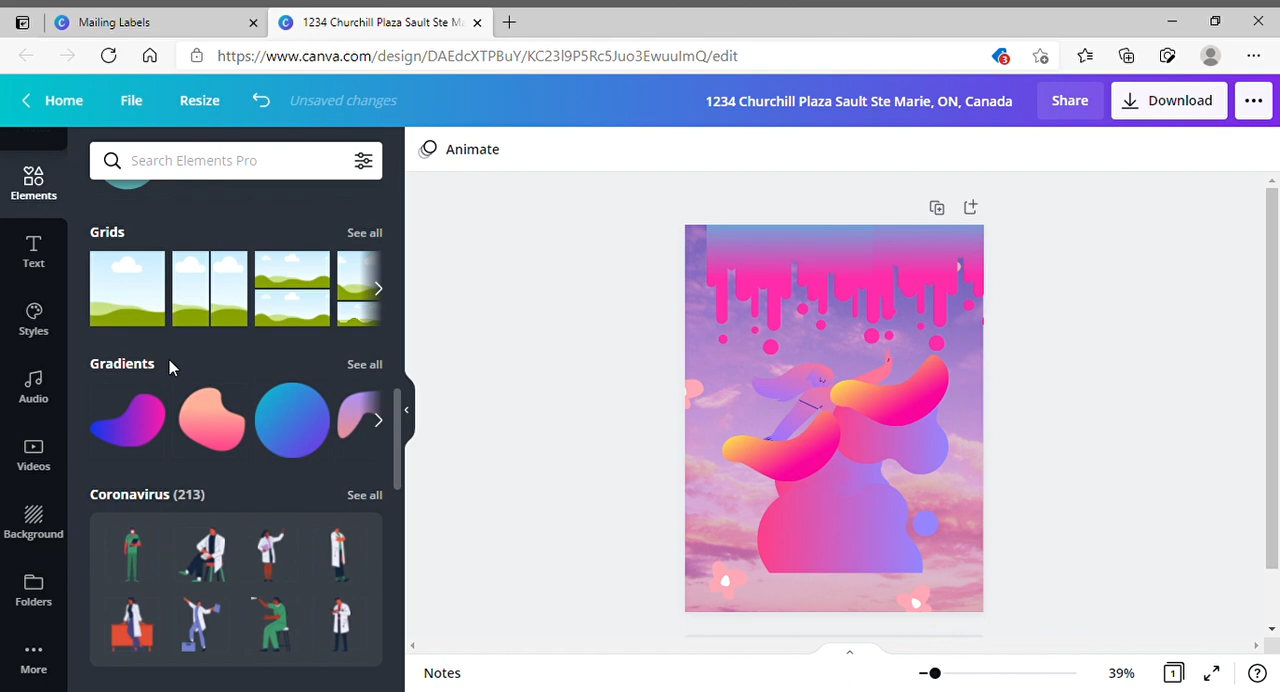 Mailing Labels
1234 Churchill Plaza Sault Ste Ma
https://www.canva.com/design/DAEdcXTPBuY/KC23l9P5Rc5Juo3EwuulmQ/edit
3
Home
File
Resize
Unsaved changes
1234 Churchill Plaza Sault Ste Marie, ON, Canada
Share
Download
Search Elements Pro
Animate
Elements
Text
Styles
Audio
Videos
Background
Folders
More
Grids
See all
Gradients
See all
Coronavirus (213)
See all
Notes
39%
1